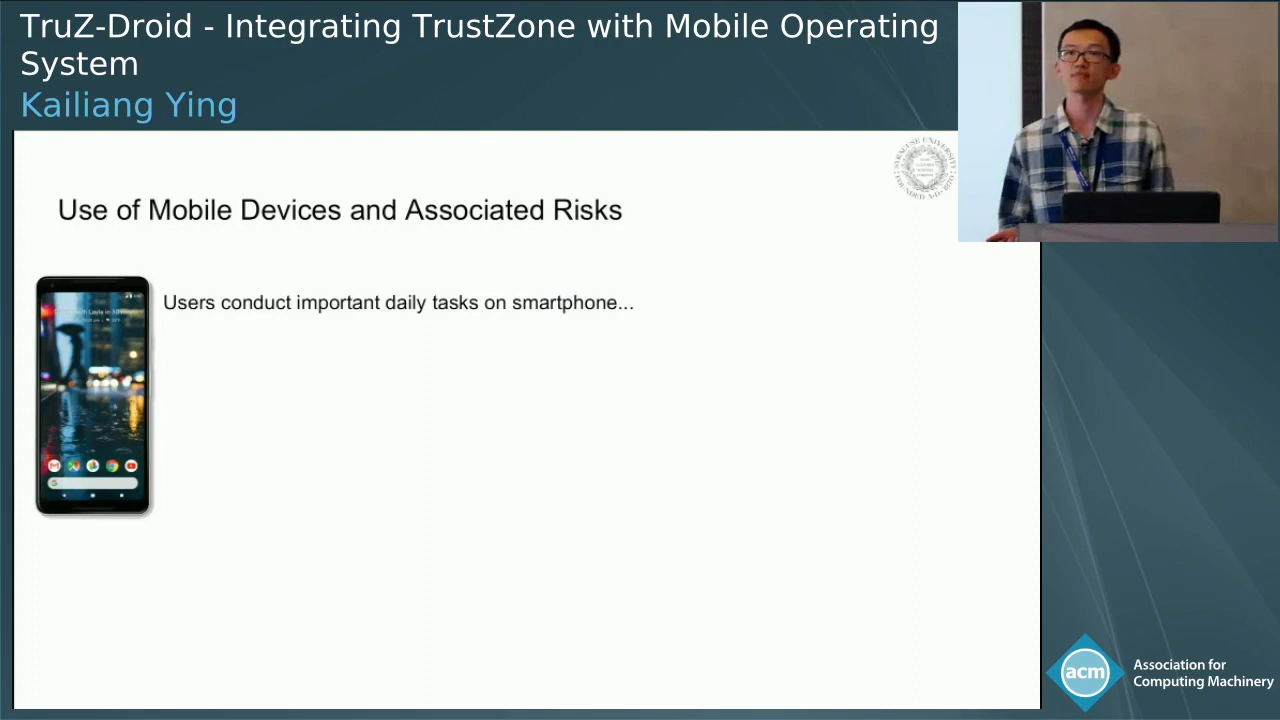 TruZ-Droid - Integrating TrustZone with Mobile Operating
System
Kailiang Ying
Use of Mobile Devices and Associated Risks
Users conduct important daily tasks on smartphone...
acm
Association for
Computing Machinery